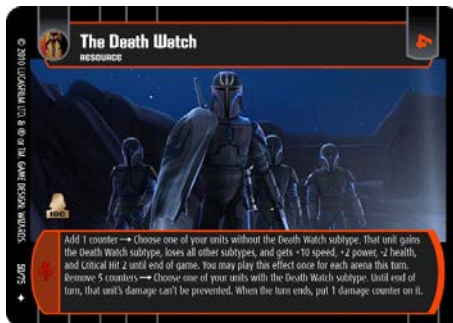 The Death Watch
RESOURCE
4
© 2010 LUCASFILM LTD. & ® OR TM. GAME DESIGN: WIZARDS.
50/75
IDC
Add 1 counter → Choose one of your units without the Death Watch subtype. That unit gains
the Death Watch subtype, loses all other subtypes, and gets +10 speed, +2 power, -2 health,
and Critical Hit 2 until end of game. You may play this effect once for each arena this turn.
Remove 5 counters → Choose one of your units with the Death Watch subtype. Until end of
turn, that unit's damage can't be prevented. When the turn ends, put 1 damage counter on it.